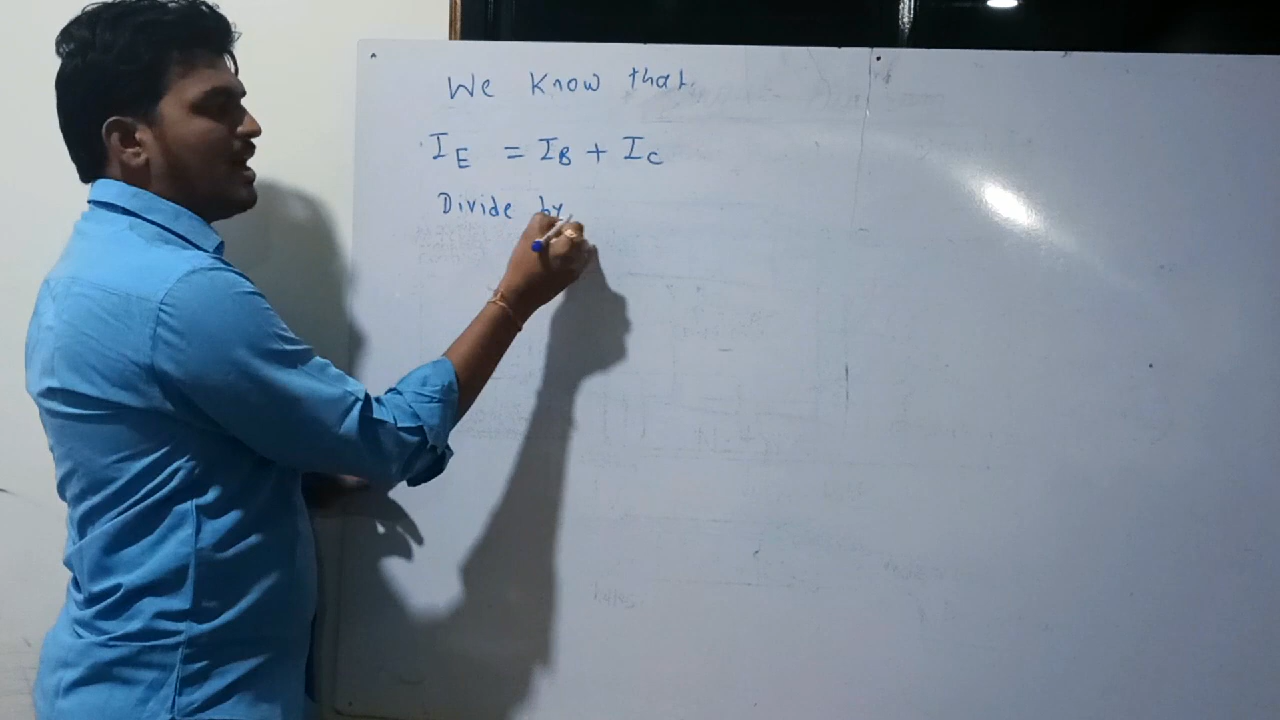 We Know that
I_E = I_B + I_C
Divide by